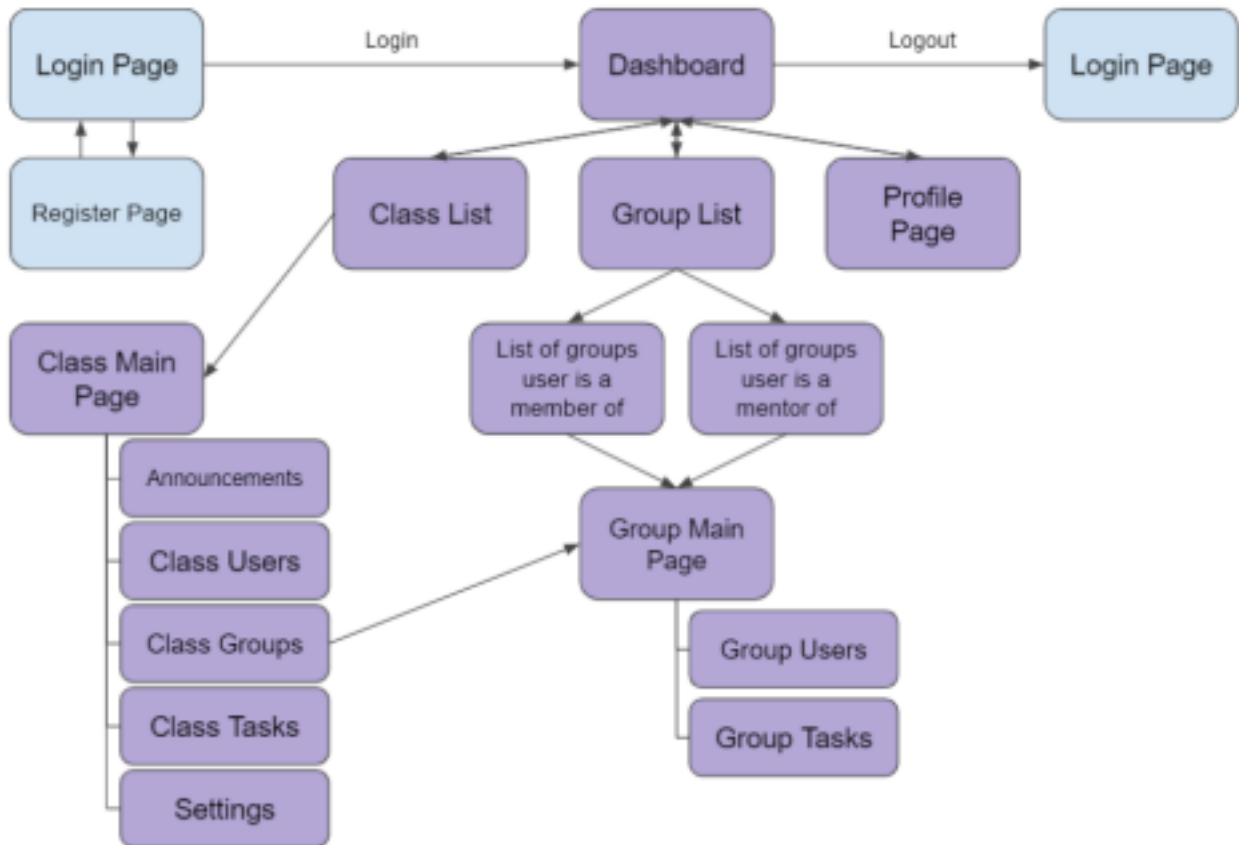 Login Page
Login
Dashboard
Logout
Login Page
Register Page
Class List
Group List
Profile
Page
Class Main
Page
List of groups
user is a
member of
List of groups
user is a
mentor of
Announcements
Class Users
Class Groups
Class Tasks
Settings
Group Main
Page
Group Users
Group Tasks